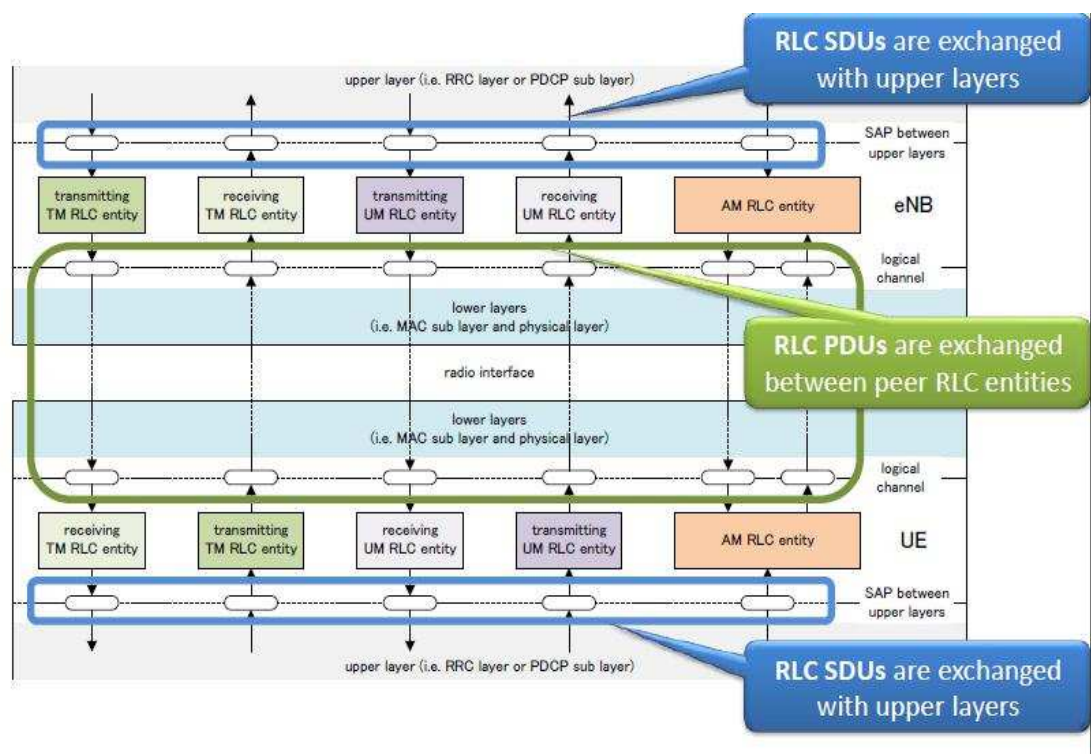 RLC SDUs are exchanged
with upper layers
upper layer (i.e. RRC layer or PDCP sub layer)
SAP between
upper layers
transmitting
TM RLC entity
receiving
TM RLC entity
transmitting
UM RLC entity
receiving
UM RLC entity
AM RLC entity
eNB
logical
channel
lower layers
(i.e. MAC sub layer and physical layer)
RLC PDUs are exchanged
between peer RLC entities
radio interface
lower layers
(i.e. MAC sub layer and physical layer)
logical
channel
receiving
TM RLC entity
transmitting
TM RLC entity
receiving
UM RLC entity
transmitting
UM RLC entity
AM RLC entity
UE
SAP between
upper layers
upper layer (i.e. RRC layer or PDCP sub layer)
RLC SDUs are exchanged
with upper layers